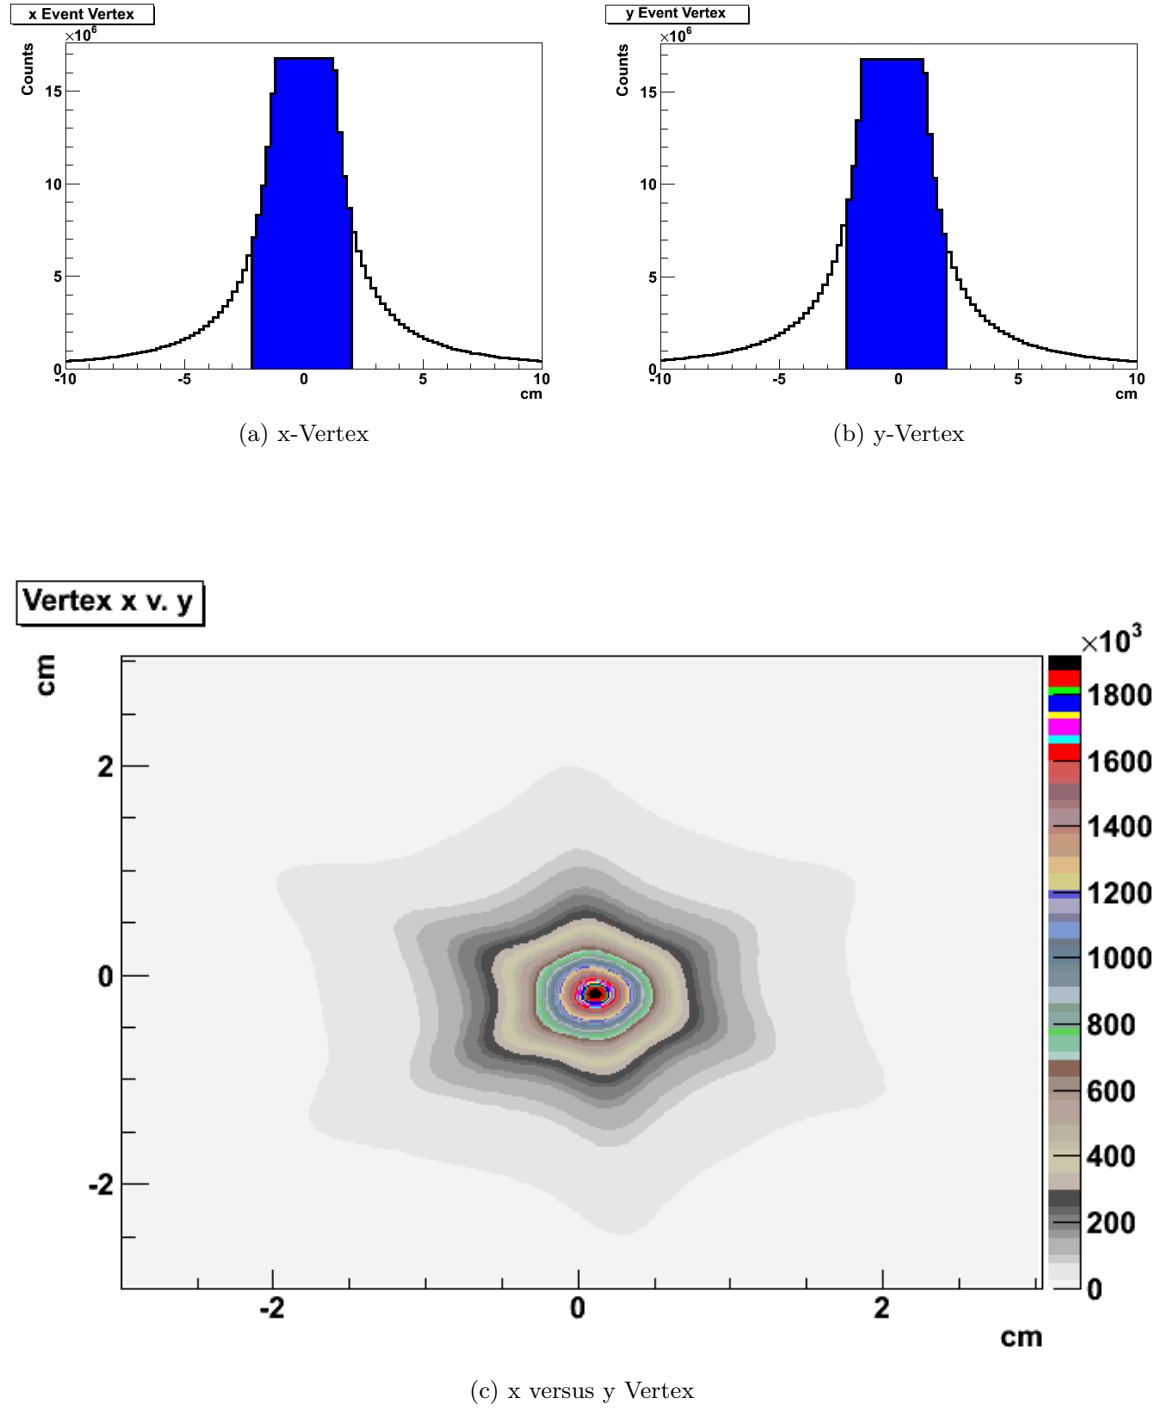 x Event Vertex
×10⁶
Counts
15
10
5
0
-10 -5 0 5 10
cm
(a) x-Vertex
y Event Vertex
×10⁶
Counts
15
10
5
0
-10 -5 0 5 10
cm
(b) y-Vertex
Vertex x v. y
cm
2
0
-2
-2 0 2
cm
×10³
1800
1600
1400
1200
1000
800
600
400
200
0
(c) x versus y Vertex